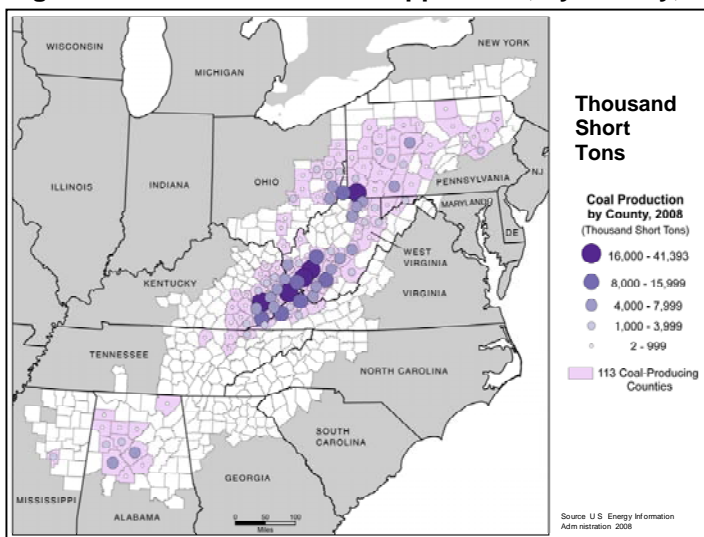 WISCONSIN
NEW YORK
MICHIGAN
ILLINOIS
INDIANA
OHIO
PENNSYLVANIA
NJ
MARYLAND
DE
WEST
VIRGINIA
KENTUCKY
VIRGINIA
TENNESSEE
NORTH CAROLINA
SOUTH
CAROLINA
MISSISSIPPI
ALABAMA
GEORGIA
0 50 100
Miles
Thousand
Short
Tons
Coal Production
by County, 2008
(Thousand Short Tons)
16,000 - 41,393
8,000 - 15,999
4,000 - 7,999
1,000 - 3,999
2 - 999
113 Coal-Producing
Counties
Source U S Energy Information
Adm nistration 2008